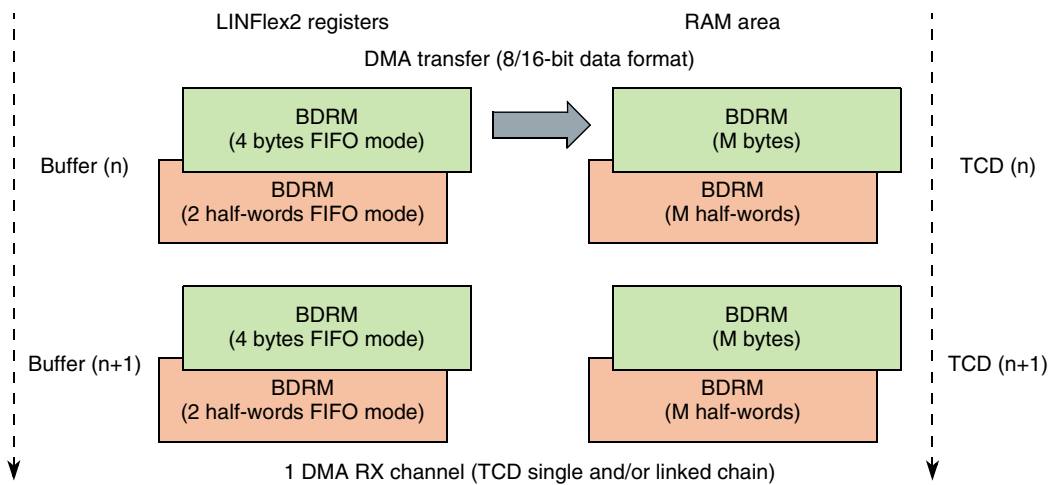 LINFlex2 registers
RAM area
DMA transfer (8/16-bit data format)
BDRM
(4 bytes FIFO mode)
BDRM
(M bytes)
Buffer (n)
TCD (n)
BDRM
(2 half-words FIFO mode)
BDRM
(M half-words)
BDRM
(4 bytes FIFO mode)
BDRM
(M bytes)
Buffer (n+1)
TCD (n+1)
BDRM
(2 half-words FIFO mode)
BDRM
(M half-words)
1 DMA RX channel (TCD single and/or linked chain)